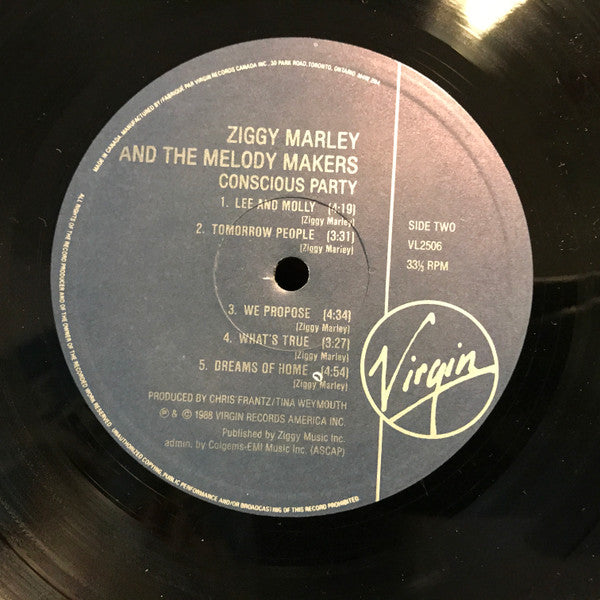 MADE IN CANADA. MANUFACTURED BY/FABRIQUÉ PAR VIRGIN RECORDS CANADA INC., 30 PARK ROAD, TORONTO, ONTARIO
ZIGGY MARLEY
AND THE MELODY MAKERS
CONSCIOUS PARTY
1. LEE AND MOLLY [4:19]
[Ziggy Marley]
2. TOMORROW PEOPLE [3:31]
[Ziggy Marley]
SIDE TWO
VL2506
33⅓ RPM
3. WE PROPOSE [4:34]
[Ziggy Marley]
4. WHAT'S TRUE [3:27]
[Ziggy Marley]
5. DREAMS OF HOME [4:54]
[Ziggy Marley]
Virgin
PRODUCED BY CHRIS FRANTZ/TINA WEYMOUTH
℗ & © 1988 VIRGIN RECORDS AMERICA INC.
Published by Ziggy Music Inc.
admin. by Colgems-EMI Music Inc. (ASCAP)
ALL RIGHTS OF THE RECORD PRODUCER AND OF THE OWNER OF THE RECORDED WORK RESERVED. UNAUTHORIZED COPYING, PUBLIC PERFORMANCE AND/OR BROADCASTING OF THIS RECORD PROHIBITED.